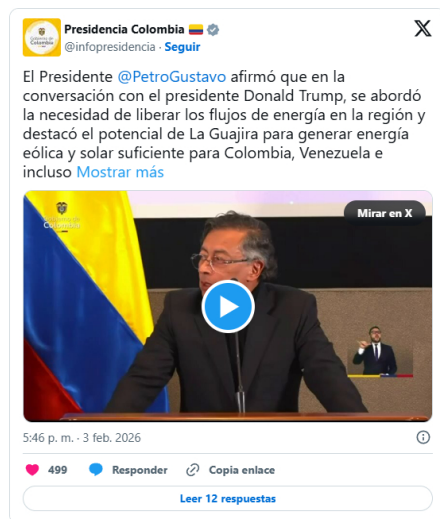 Presidencia Colombia 🇨🇴
@infopresidencia · Seguir
El Presidente @PetroGustavo afirmó que en la
conversación con el presidente Donald Trump, se abordó
la necesidad de liberar los flujos de energía en la región y
destacó el potencial de La Guajira para generar energía
eólica y solar suficiente para Colombia, Venezuela e
incluso Mostrar más
Mirar en X
Colombia
5:46 p. m. · 3 feb. 2026
499 Responder Copia enlace
Leer 12 respuestas